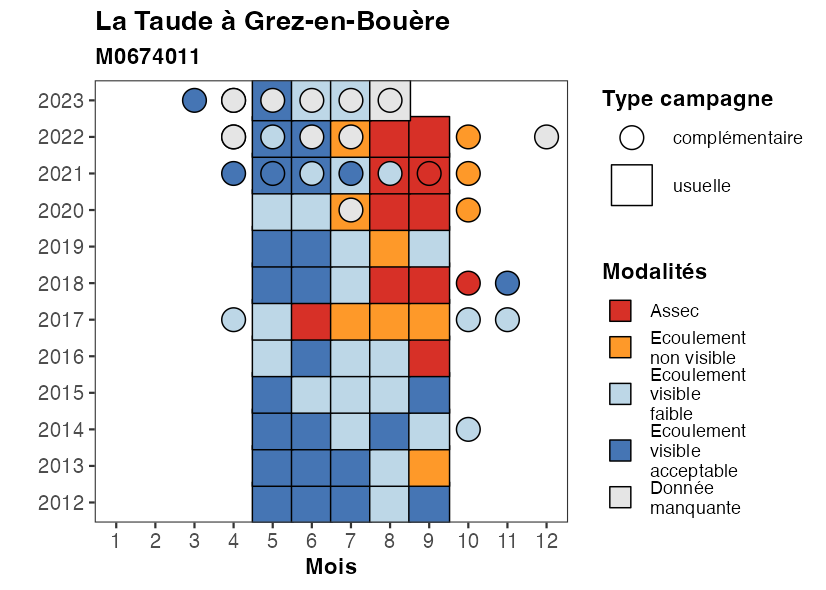 La Taude à Grez-en-Bouère
M0674011
2023
2022
2021
2020
2019
2018
2017
2016
2015
2014
2013
2012
1 2 3 4 5 6 7 8 9 10 11 12
Mois
Type campagne
complémentaire
usuelle
Modalités
Assec
Ecoulement
non visible
Ecoulement
visible
faible
Ecoulement
visible
acceptable
Donnée
manquante